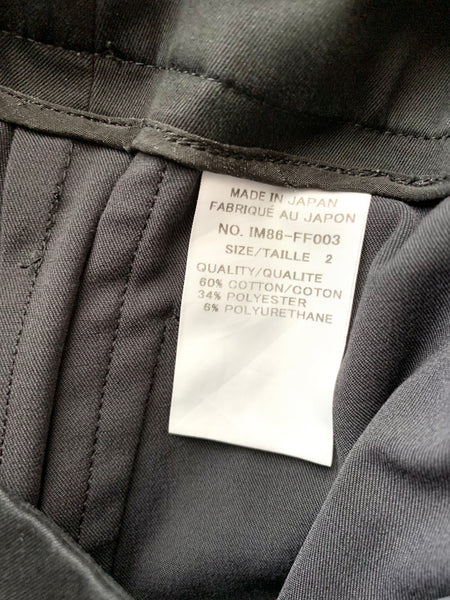 MADE IN JAPAN
FABRIQUÉ AU JAPON
NO. IM86-FF003
SIZE/TAILLE 2
QUALITY/QUALITE
60% COTTON/COTON
34% POLYESTER
6% POLYURETHANE